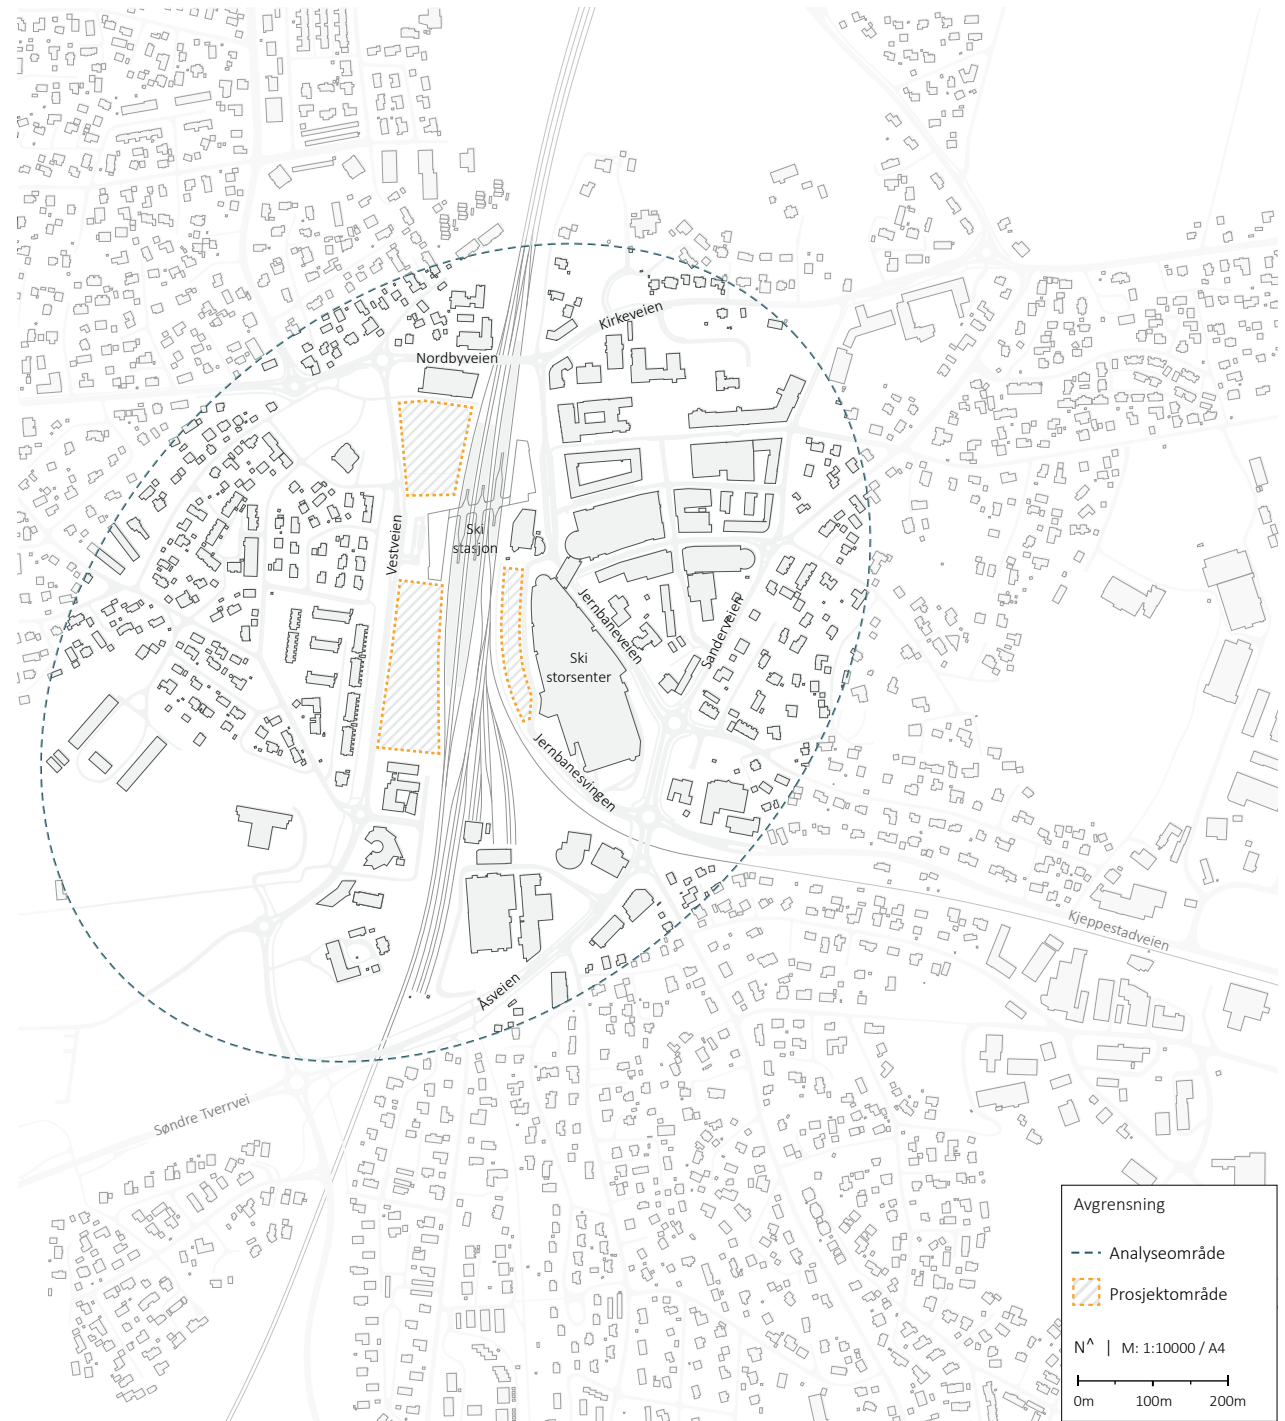 Kirkeveien
Nordbyveien
Vestveien
Ski
stasjon
Jernbaneveien
Sanderveien
Ski
storsenter
Jernbanesvingen
Kjeppestadveien
Åsveien
Søndre Tverrvei
Avgrensning
Analyseområde
Prosjektområde
N^ | M: 1:10000 / A4
0m 100m 200m